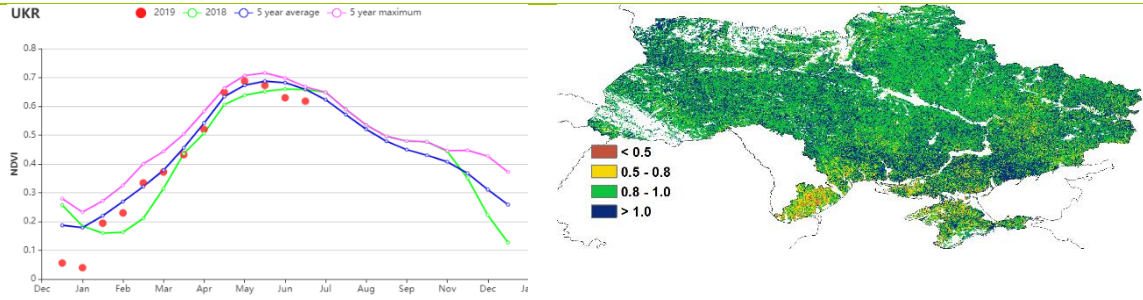 UKR
2019 2018 5 year average 5 year maximum
NDVI
0.8
0.7
0.6
0.5
0.4
0.3
0.2
0.1
0
Dec Jan Feb Mar Apr May Jun Jul Aug Sep Oct Nov Dec Ja
< 0.5
0.5 - 0.8
0.8 - 1.0
> 1.0